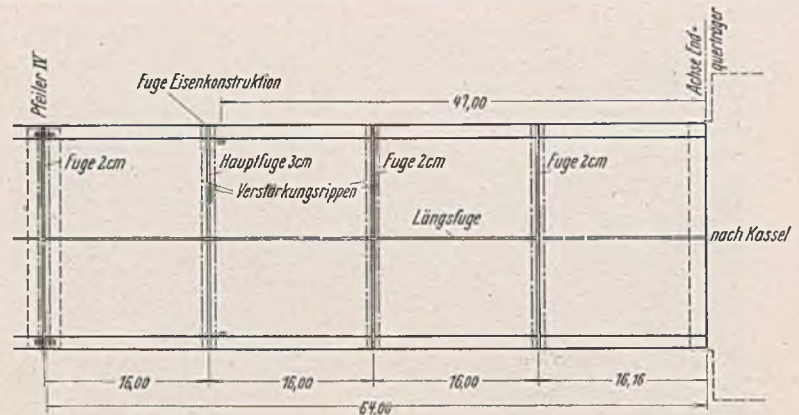 Pfeiler IV
Achse End=
querträger
Fuge Eisenkonstruktion
47,00
Fuge 2cm
Hauptfuge 3cm
Fuge 2cm
Fuge 2cm
Verstärkungsrippen
Längsfuge
nach Kassel
16,00
16,00
16,00
16,16
64,00